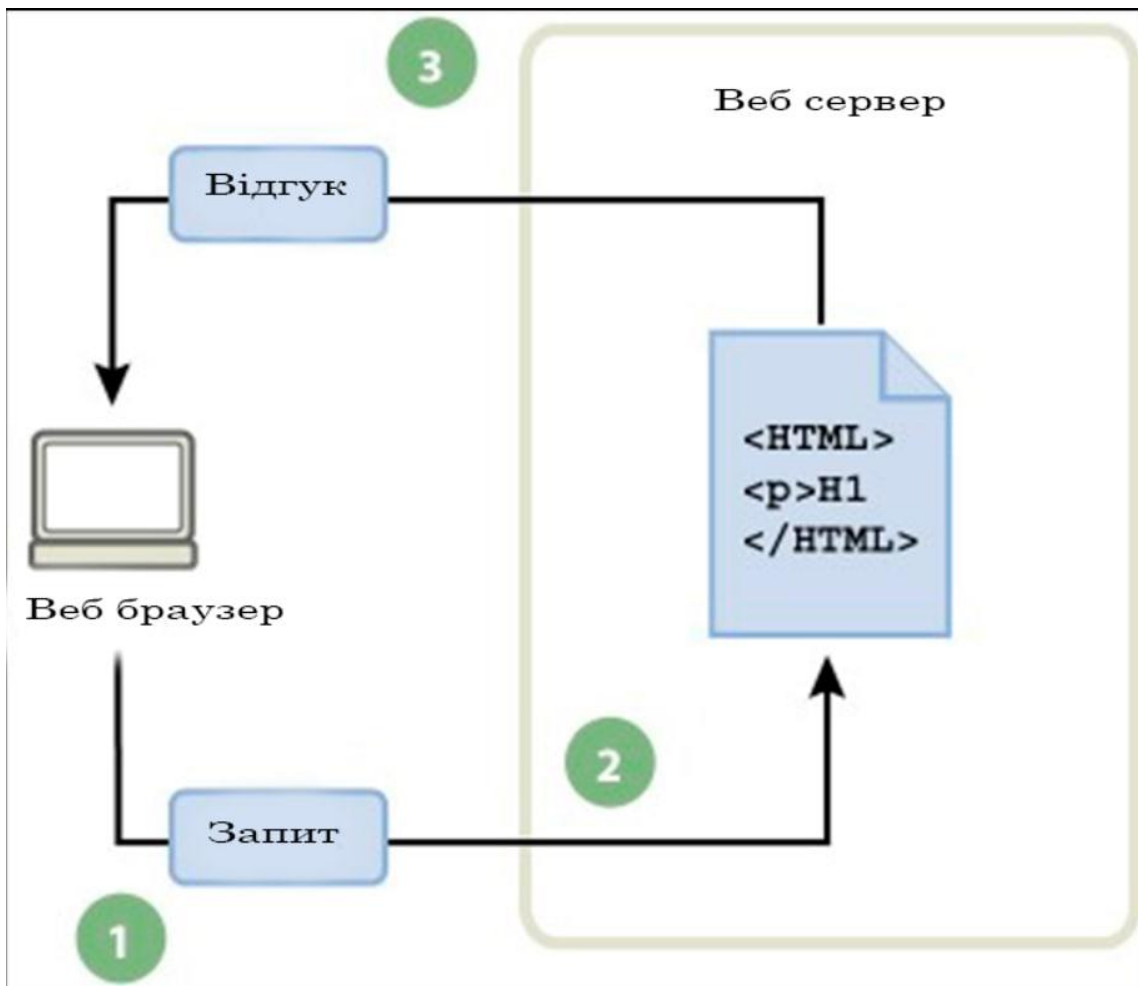 3
Веб сервер
Відгук
<HTML>
<p>H1
</HTML>
Веб браузер
2
Запит
1